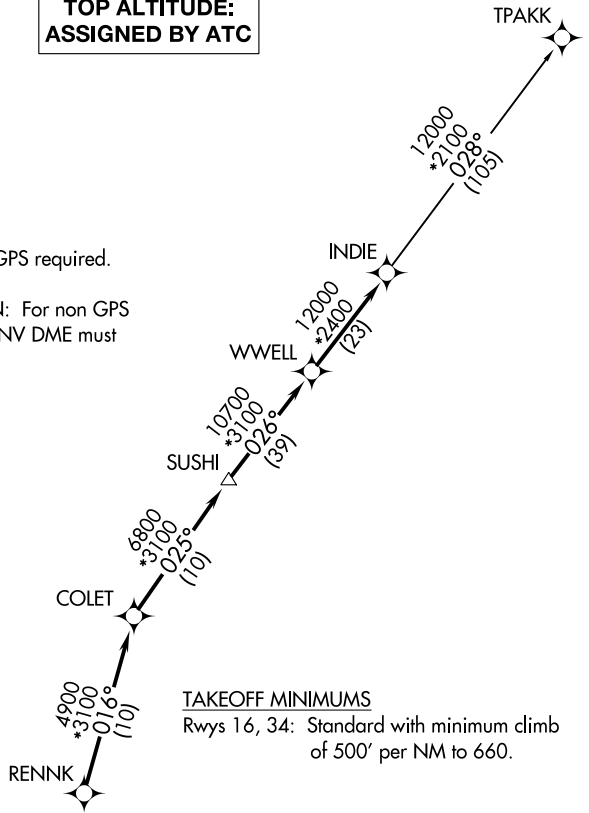 TOP ALTITUDE:
ASSIGNED BY ATC
TPAKK
12000
*2100
028°
(105)
GPS required.
INDIE
N: For non GPS
NV DME must
12000
*2400
(23)
WWELL
10700
*3100
026°
(39)
SUSHI
6800
*3100
025°
(10)
COLET
4900
*3100
016°
(10)
TAKEOFF MINIMUMS
Rwys 16, 34: Standard with minimum climb
of 500' per NM to 660.
RENNK